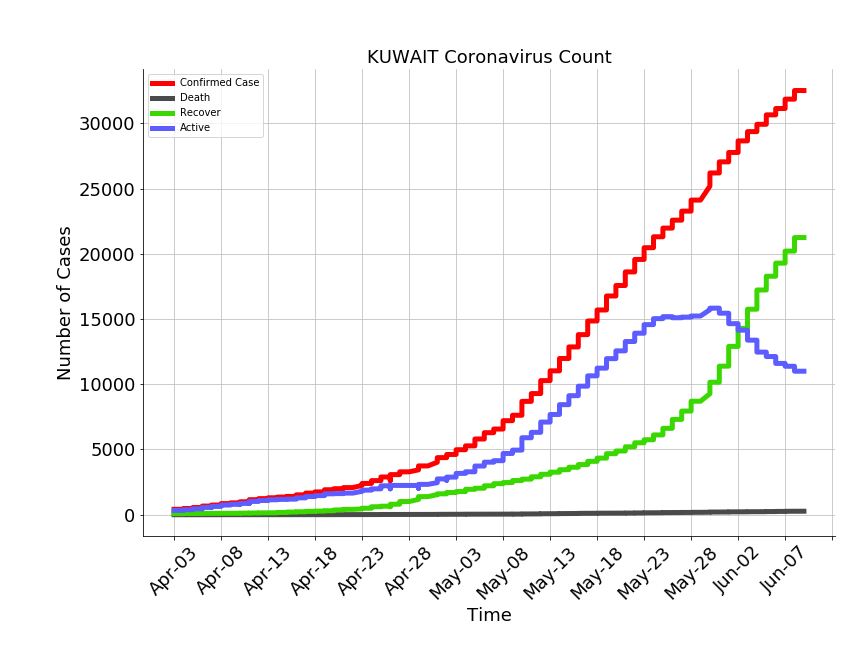 KUWAIT Coronavirus Count
Confirmed Case
Death
Recover
Active
Number of Cases
30000
25000
20000
15000
10000
5000
0
Apr-03
Apr-08
Apr-13
Apr-18
Apr-23
Apr-28
May-03
May-08
May-13
May-18
May-23
May-28
Jun-02
Jun-07
Time